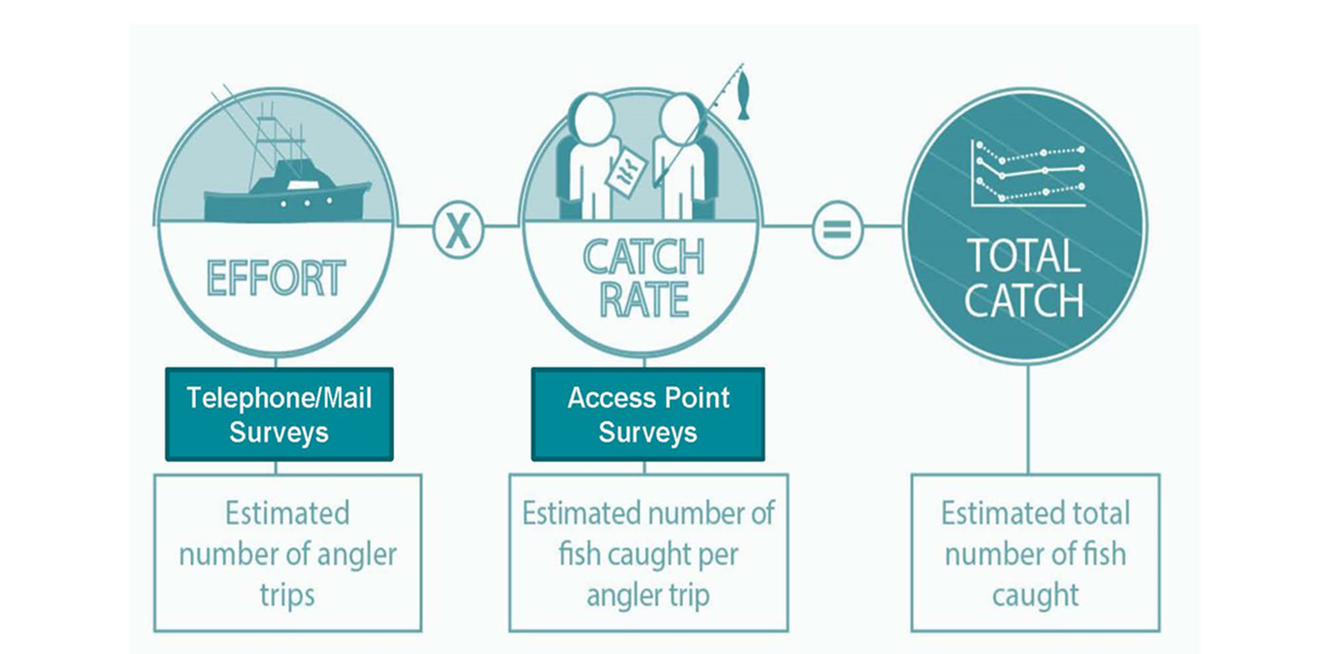 EFFORT
X
CATCH
RATE
=
TOTAL
CATCH
Telephone/Mail
Surveys
Access Point
Surveys
Estimated
number of angler
trips
Estimated number of
fish caught per
angler trip
Estimated total
number of fish
caught